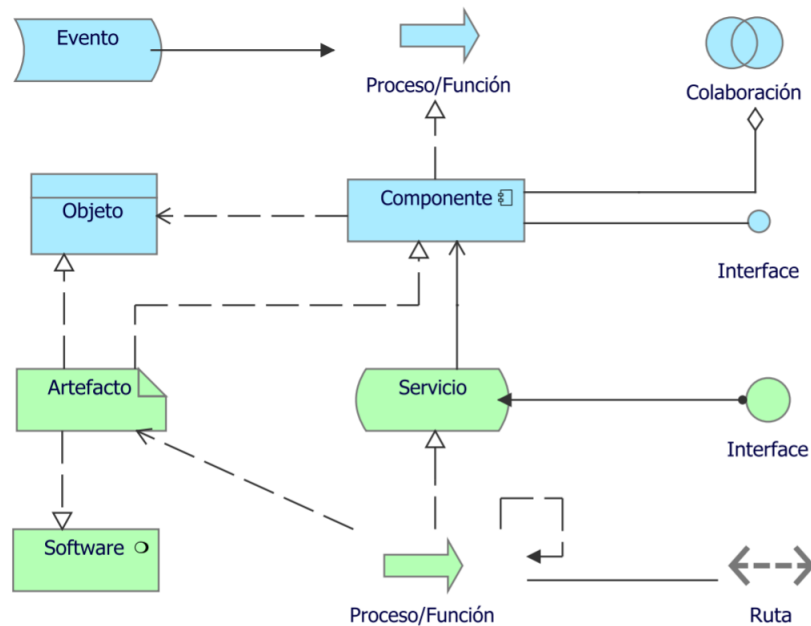 Evento
Proceso/Función
Colaboración
Objeto
Componente
Interface
Artefacto
Servicio
Interface
Software
Proceso/Función
Ruta